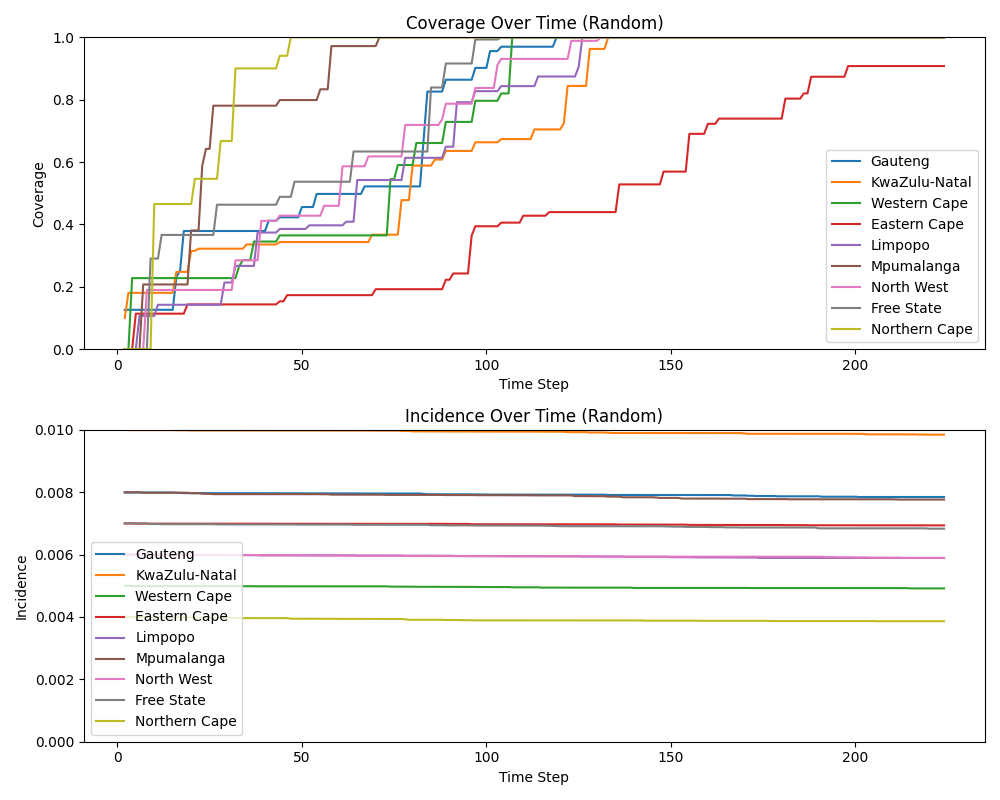 Coverage Over Time (Random)
1.0
0.8
0.6
0.4
0.2
0.0
Coverage
Gauteng
KwaZulu-Natal
Western Cape
Eastern Cape
Limpopo
Mpumalanga
North West
Free State
Northern Cape
0 50 100 150 200
Time Step
Incidence Over Time (Random)
0.010
0.008
0.006
0.004
0.002
0.000
Incidence
Gauteng
KwaZulu-Natal
Western Cape
Eastern Cape
Limpopo
Mpumalanga
North West
Free State
Northern Cape
0 50 100 150 200
Time Step